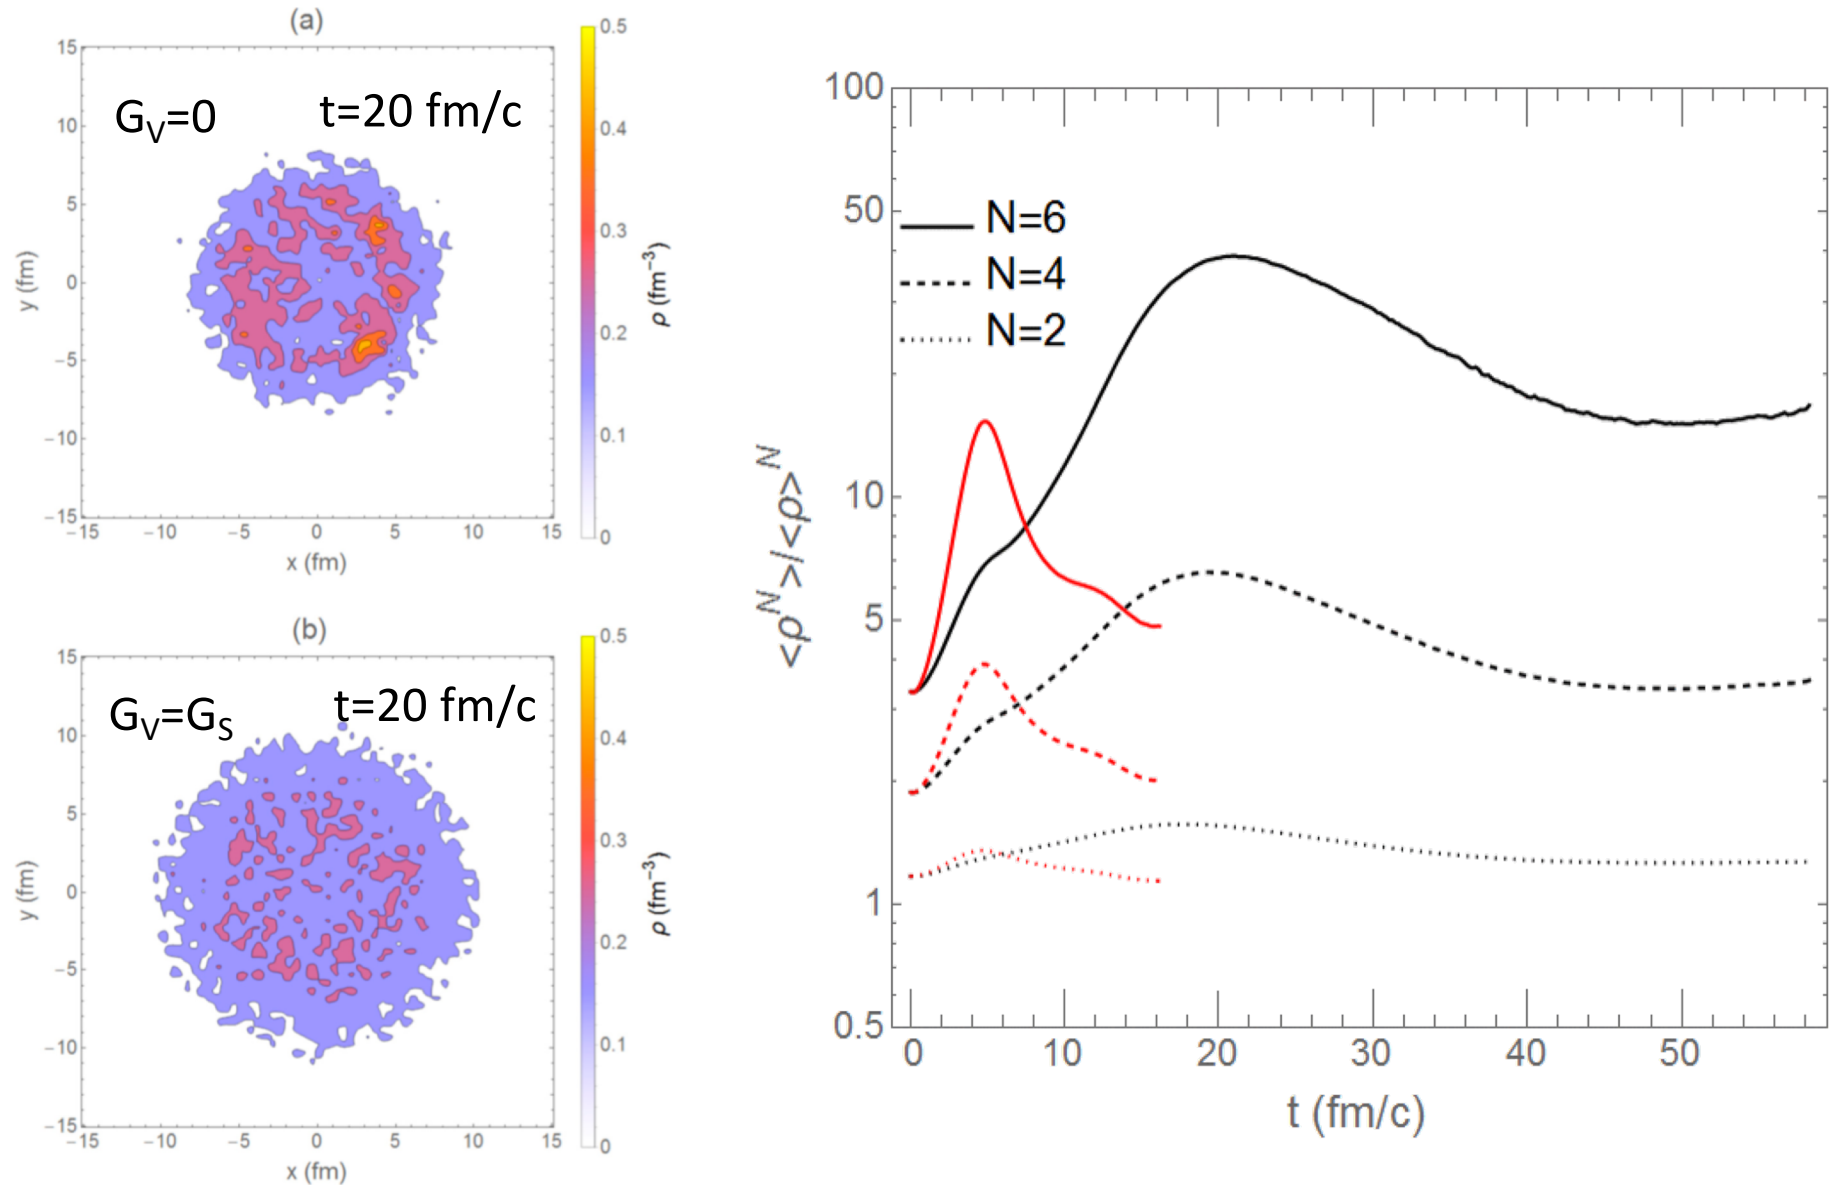 (a)
G_V=0 t=20 fm/c
15
10
5
0
−5
−10
−15
−15 −10 −5 0 5 10 15
x (fm)
y (fm)
0.5
0.4
0.3
0.2
0.1
0
ρ (fm⁻³)
(b)
G_V=G_S t=20 fm/c
15
10
5
0
−5
−10
−15
−15 −10 −5 0 5 10 15
x (fm)
y (fm)
0.5
0.4
0.3
0.2
0.1
0
ρ (fm⁻³)
100
50
10
5
1
0.5
N=6
N=4
N=2
<ρ^N>/<ρ>^N
0 10 20 30 40 50
t (fm/c)